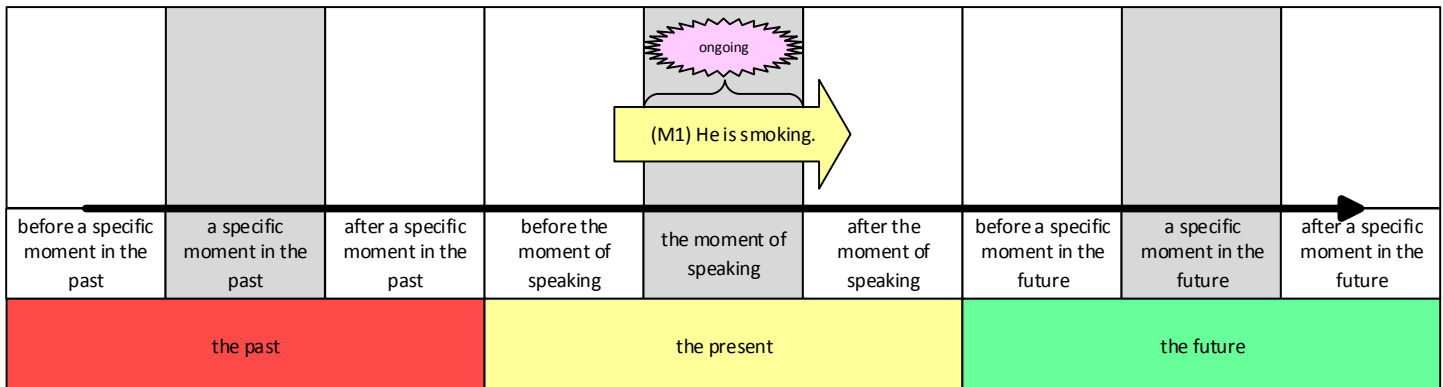 ongoing
(M1) He is smoking.
before a specific
moment in the
past
a specific
moment in the
past
after a specific
moment in the
past
before the
moment of
speaking
the moment of
speaking
after the
moment of
speaking
before a specific
moment in the
future
a specific
moment in the
future
after a specific
moment in the
future
the past
the present
the future